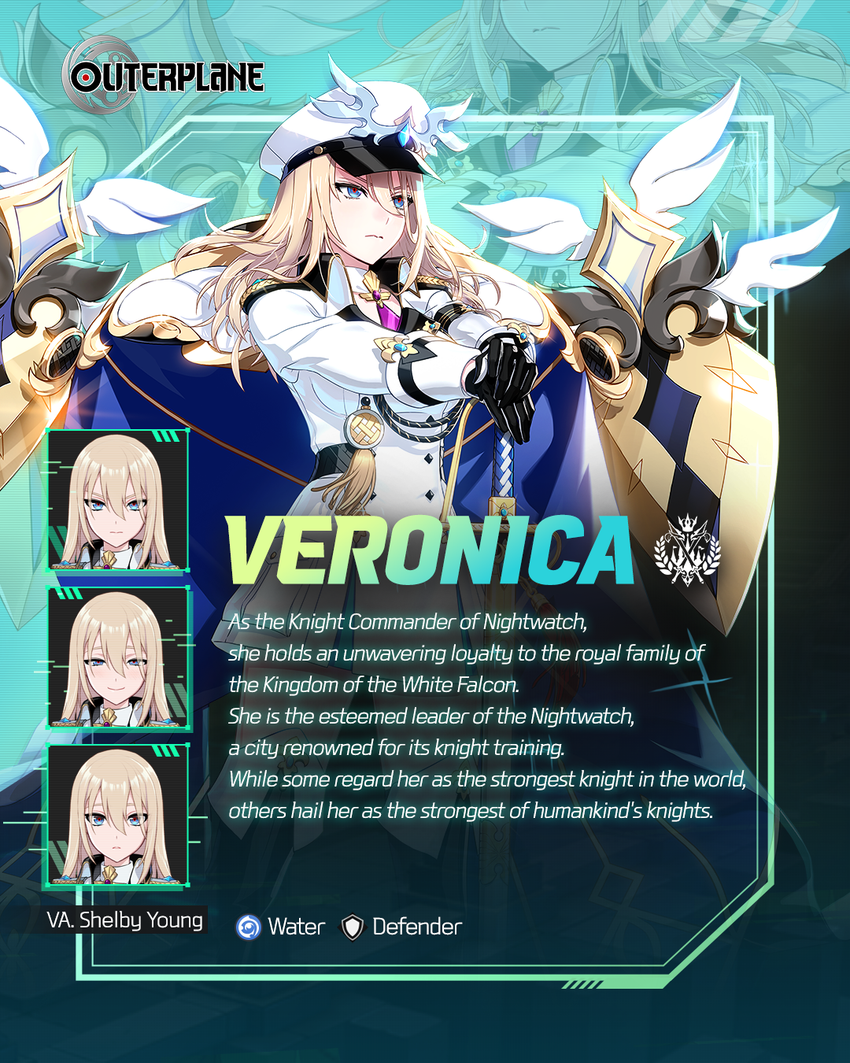 OUTERPLANE
VERONICA
As the Knight Commander of Nightwatch,
she holds an unwavering loyalty to the royal family of
the Kingdom of the White Falcon.
She is the esteemed leader of the Nightwatch,
a city renowned for its knight training.
While some regard her as the strongest knight in the world,
others hail her as the strongest of humankind's knights.
VA. Shelby Young
Water
Defender